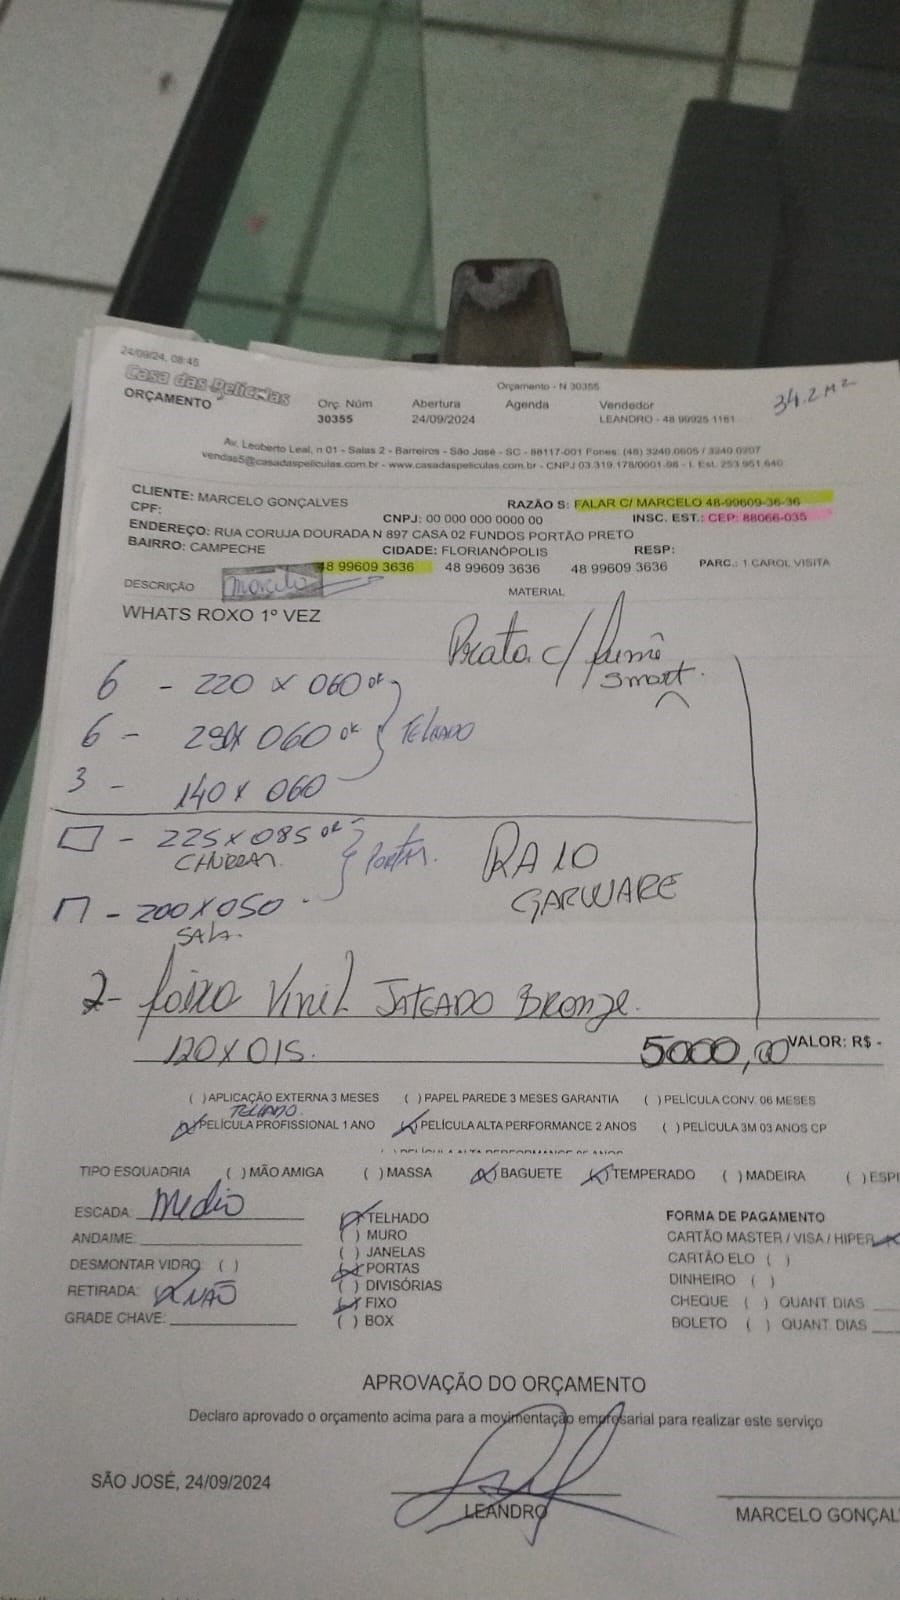 24/09/24, 08:45
Orçamento - N 30355
34.2 M²
Casa das Películas
ORÇAMENTO
Orç. Núm Abertura Agenda Vendedor
30355 24/09/2024 LEANDRO - 48 99925 1161
Av. Leoberto Leal, n 01 - Salas 2 - Barreiros - São José - SC - 88117-001 Fones: (48) 3240.0605 / 3240.0207
vendas5@casadaspeliculas.com.br - www.casadaspeliculas.com.br - CNPJ 03.319.178/0001-98 - I. Est. 253.951.640
CLIENTE: MARCELO GONÇALVES RAZÃO S: FALAR C/ MARCELO 48-99609-36-36
CPF: CNPJ: 00 000 000 0000 00 INSC. EST.: CEP: 88066-035
ENDEREÇO: RUA CORUJA DOURADA N 897 CASA 02 FUNDOS PORTÃO PRETO
BAIRRO: CAMPECHE CIDADE: FLORIANÓPOLIS RESP:
48 99609 3636 48 99609 3636 48 99609 3636 PARC.: 1 CAROL VISITA
DESCRIÇÃO Marcelo MATERIAL
WHATS ROXO 1º VEZ
Prata c/ fumê
smart
6 - 220 X 060 OK
6 - 290X 060 OK TELHADO
3 - 140 X 060
- 225 X 085 OK
CHURRAS PORTAS. RA 10
- 200 X 050 GARWARE
SALA.
2 - faixa Vinil JATEADO BRONZE.
120 X 015. 5000,00 VALOR: R$ -
( ) APLICAÇÃO EXTERNA 3 MESES ( ) PAPEL PAREDE 3 MESES GARANTIA ( ) PELÍCULA CONV. 06 MESES
TELHADO
(X) PELÍCULA PROFISSIONAL 1 ANO (X) PELÍCULA ALTA PERFORMANCE 2 ANOS ( ) PELÍCULA 3M 03 ANOS CP
TIPO ESQUADRIA ( ) MÃO AMIGA ( ) MASSA (X) BAGUETE (X) TEMPERADO ( ) MADEIRA ( ) ESPI
ESCADA: Medio (X) TELHADO FORMA DE PAGAMENTO
ANDAIME: ( ) MURO CARTÃO MASTER / VISA / HIPER X
( ) JANELAS CARTÃO ELO ( )
DESMONTAR VIDRO: ( ) (X) PORTAS DINHEIRO ( )
RETIRADA: (X) NÃO ( ) DIVISÓRIAS CHEQUE ( ) QUANT. DIAS
(X) FIXO BOLETO ( ) QUANT. DIAS
GRADE CHAVE: ( ) BOX
APROVAÇÃO DO ORÇAMENTO
Declaro aprovado o orçamento acima para a movimentação empresarial para realizar este serviço
SÃO JOSÉ, 24/09/2024
LEANDRO MARCELO GONÇAL